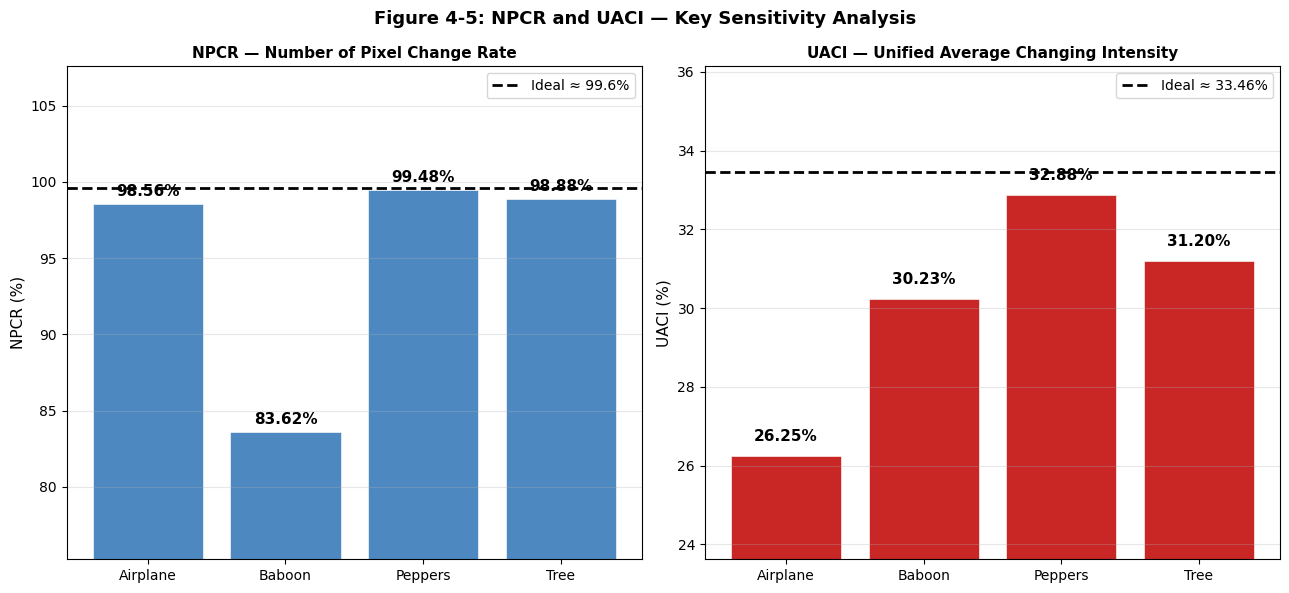 Figure 4-5: NPCR and UACI — Key Sensitivity Analysis
NPCR — Number of Pixel Change Rate
Ideal ≈ 99.6%
NPCR (%)
105
100
95
90
85
80
98.56%
83.62%
99.48%
98.88%
Airplane
Baboon
Peppers
Tree
UACI — Unified Average Changing Intensity
Ideal ≈ 33.46%
UACI (%)
36
34
32
30
28
26
24
26.25%
30.23%
32.88%
31.20%
Airplane
Baboon
Peppers
Tree